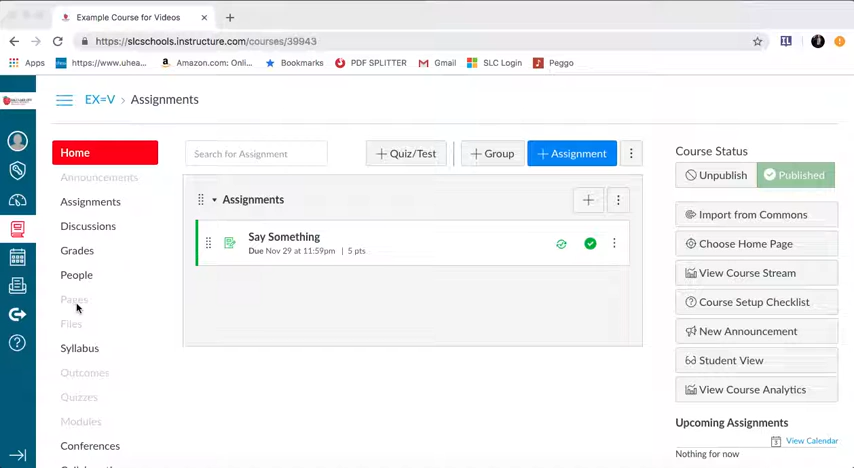 Example Course for Videos
https://slcschools.instructure.com/courses/39943
Apps
https://www.uhea...
Amazon.com: Onli...
Bookmarks
PDF SPLITTER
Gmail
SLC Login
Peggo
EX=V > Assignments
Home
Announcements
Assignments
Discussions
Grades
People
Pages
Files
Syllabus
Outcomes
Quizzes
Modules
Conferences
Search for Assignment
+ Quiz/Test
+ Group
+ Assignment
Assignments
Say Something
Due Nov 29 at 11:59pm | 5 pts
Course Status
Unpublish
Published
Import from Commons
Choose Home Page
View Course Stream
Course Setup Checklist
New Announcement
Student View
View Course Analytics
Upcoming Assignments
View Calendar
Nothing for now